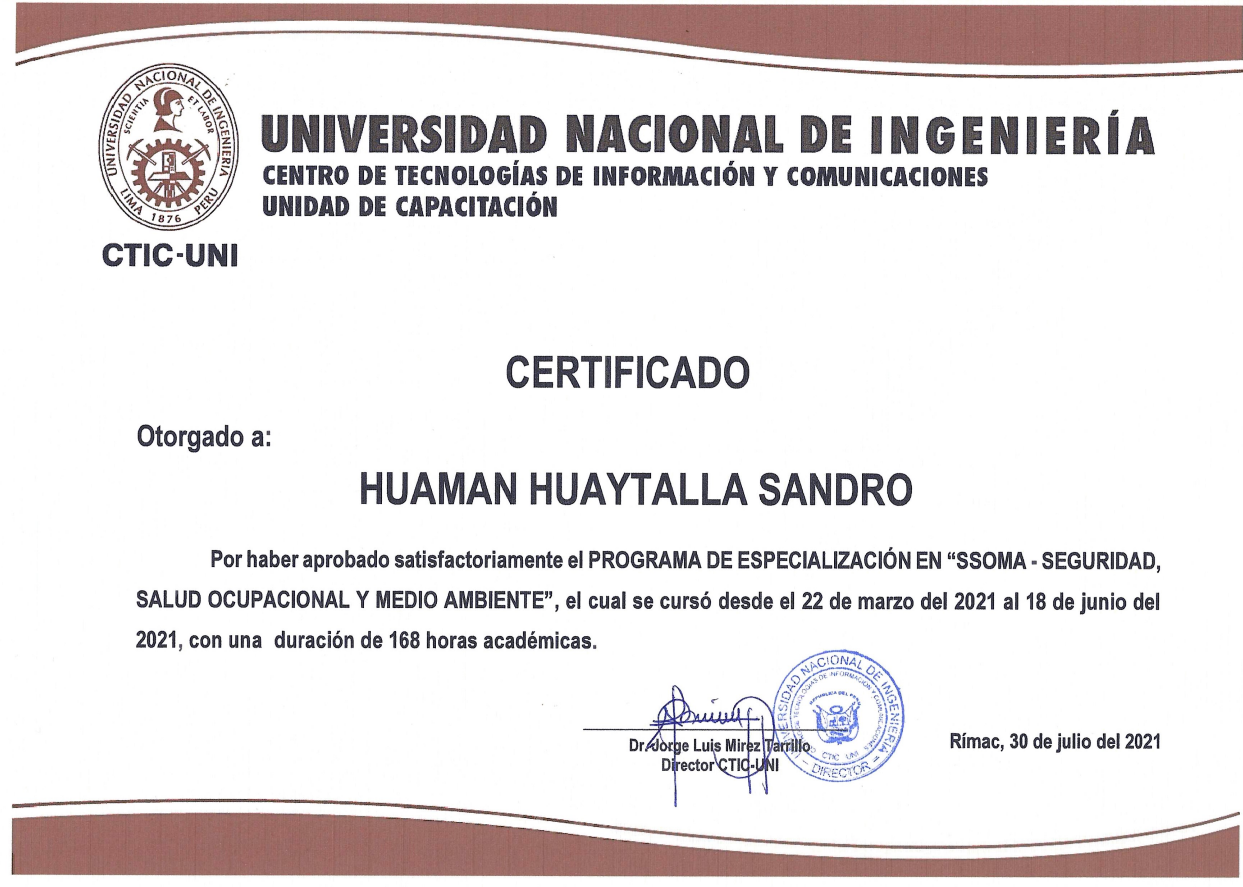 UNIVERSIDAD NACIONAL DE INGENIERIA
SCIENTIA ET LABOR
LIMA 1876 PERU
CTIC-UNI
UNIVERSIDAD NACIONAL DE INGENIERÍA
CENTRO DE TECNOLOGÍAS DE INFORMACIÓN Y COMUNICACIONES
UNIDAD DE CAPACITACIÓN
CERTIFICADO
Otorgado a:
HUAMAN HUAYTALLA SANDRO
Por haber aprobado satisfactoriamente el PROGRAMA DE ESPECIALIZACIÓN EN “SSOMA - SEGURIDAD,
SALUD OCUPACIONAL Y MEDIO AMBIENTE”, el cual se cursó desde el 22 de marzo del 2021 al 18 de junio del
2021, con una duración de 168 horas académicas.
UNIVERSIDAD NACIONAL DE INGENIERÍA
CENTRO DE TECNOLOGÍAS DE INFORMACIÓN Y COMUNICACIONES
REPUBLICA DEL PERU
CTIC UNI
- DIRECTOR -
Dr. Jorge Luis Mirez Tarrillo
Director CTIC-UNI
Rímac, 30 de julio del 2021